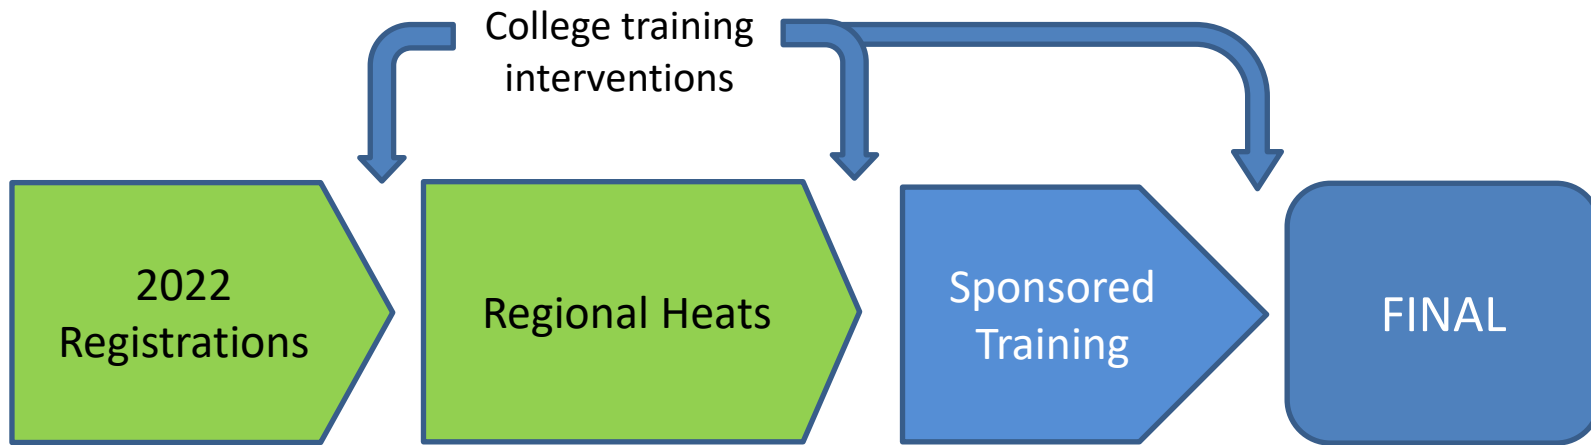 College training
interventions
2022
Registrations
Regional Heats
Sponsored
Training
FINAL